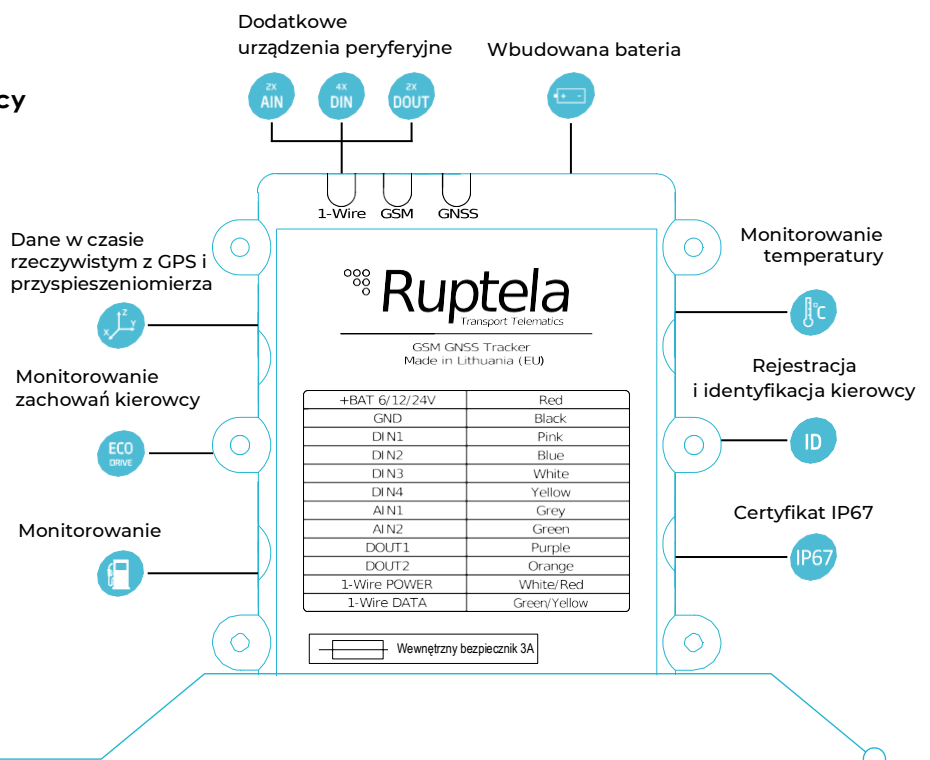 Dodatkowe
urządzenia peryferyjne
Wbudowana bateria
cy
2X
AIN
4X
DIN
2X
DOUT
1-Wire GSM GNSS
Dane w czasie
rzeczywistym z GPS i
przyspieszeniomierza
Z
X
Y
Monitorowanie
zachowań kierowcy
ECO
DRIVE
Monitorowanie
Ruptela
Transport Telematics
GSM GNSS Tracker
Made in Lithuania (EU)
+BAT 6/12/24V Red
GND Black
DIN1 Pink
DIN2 Blue
DIN3 White
DIN4 Yellow
AIN1 Grey
AIN2 Green
DOUT1 Purple
DOUT2 Orange
1-Wire POWER White/Red
1-Wire DATA Green/Yellow
Wewnętrzny bezpiecznik 3A
Monitorowanie
temperatury
°C
Rejestracja
i identyfikacja kierowcy
ID
Certyfikat IP67
IP67